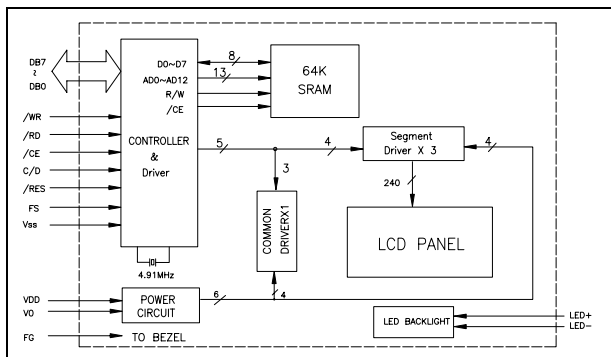 DB7
~
DB0
/WR
/RD
/CE
C/D
/RES
FS
Vss
VDD
VO
FG
D0~D7
AD0~AD12
R/W
/CE
CONTROLLER
&
Driver
4.91MHz
8
13
64K
SRAM
5
3
4
Segment
Driver X 3
4
240
COMMON
DRIVERX1
LCD PANEL
POWER
CIRCUIT
6
4
TO BEZEL
LED BACKLIGHT
LED+
LED-